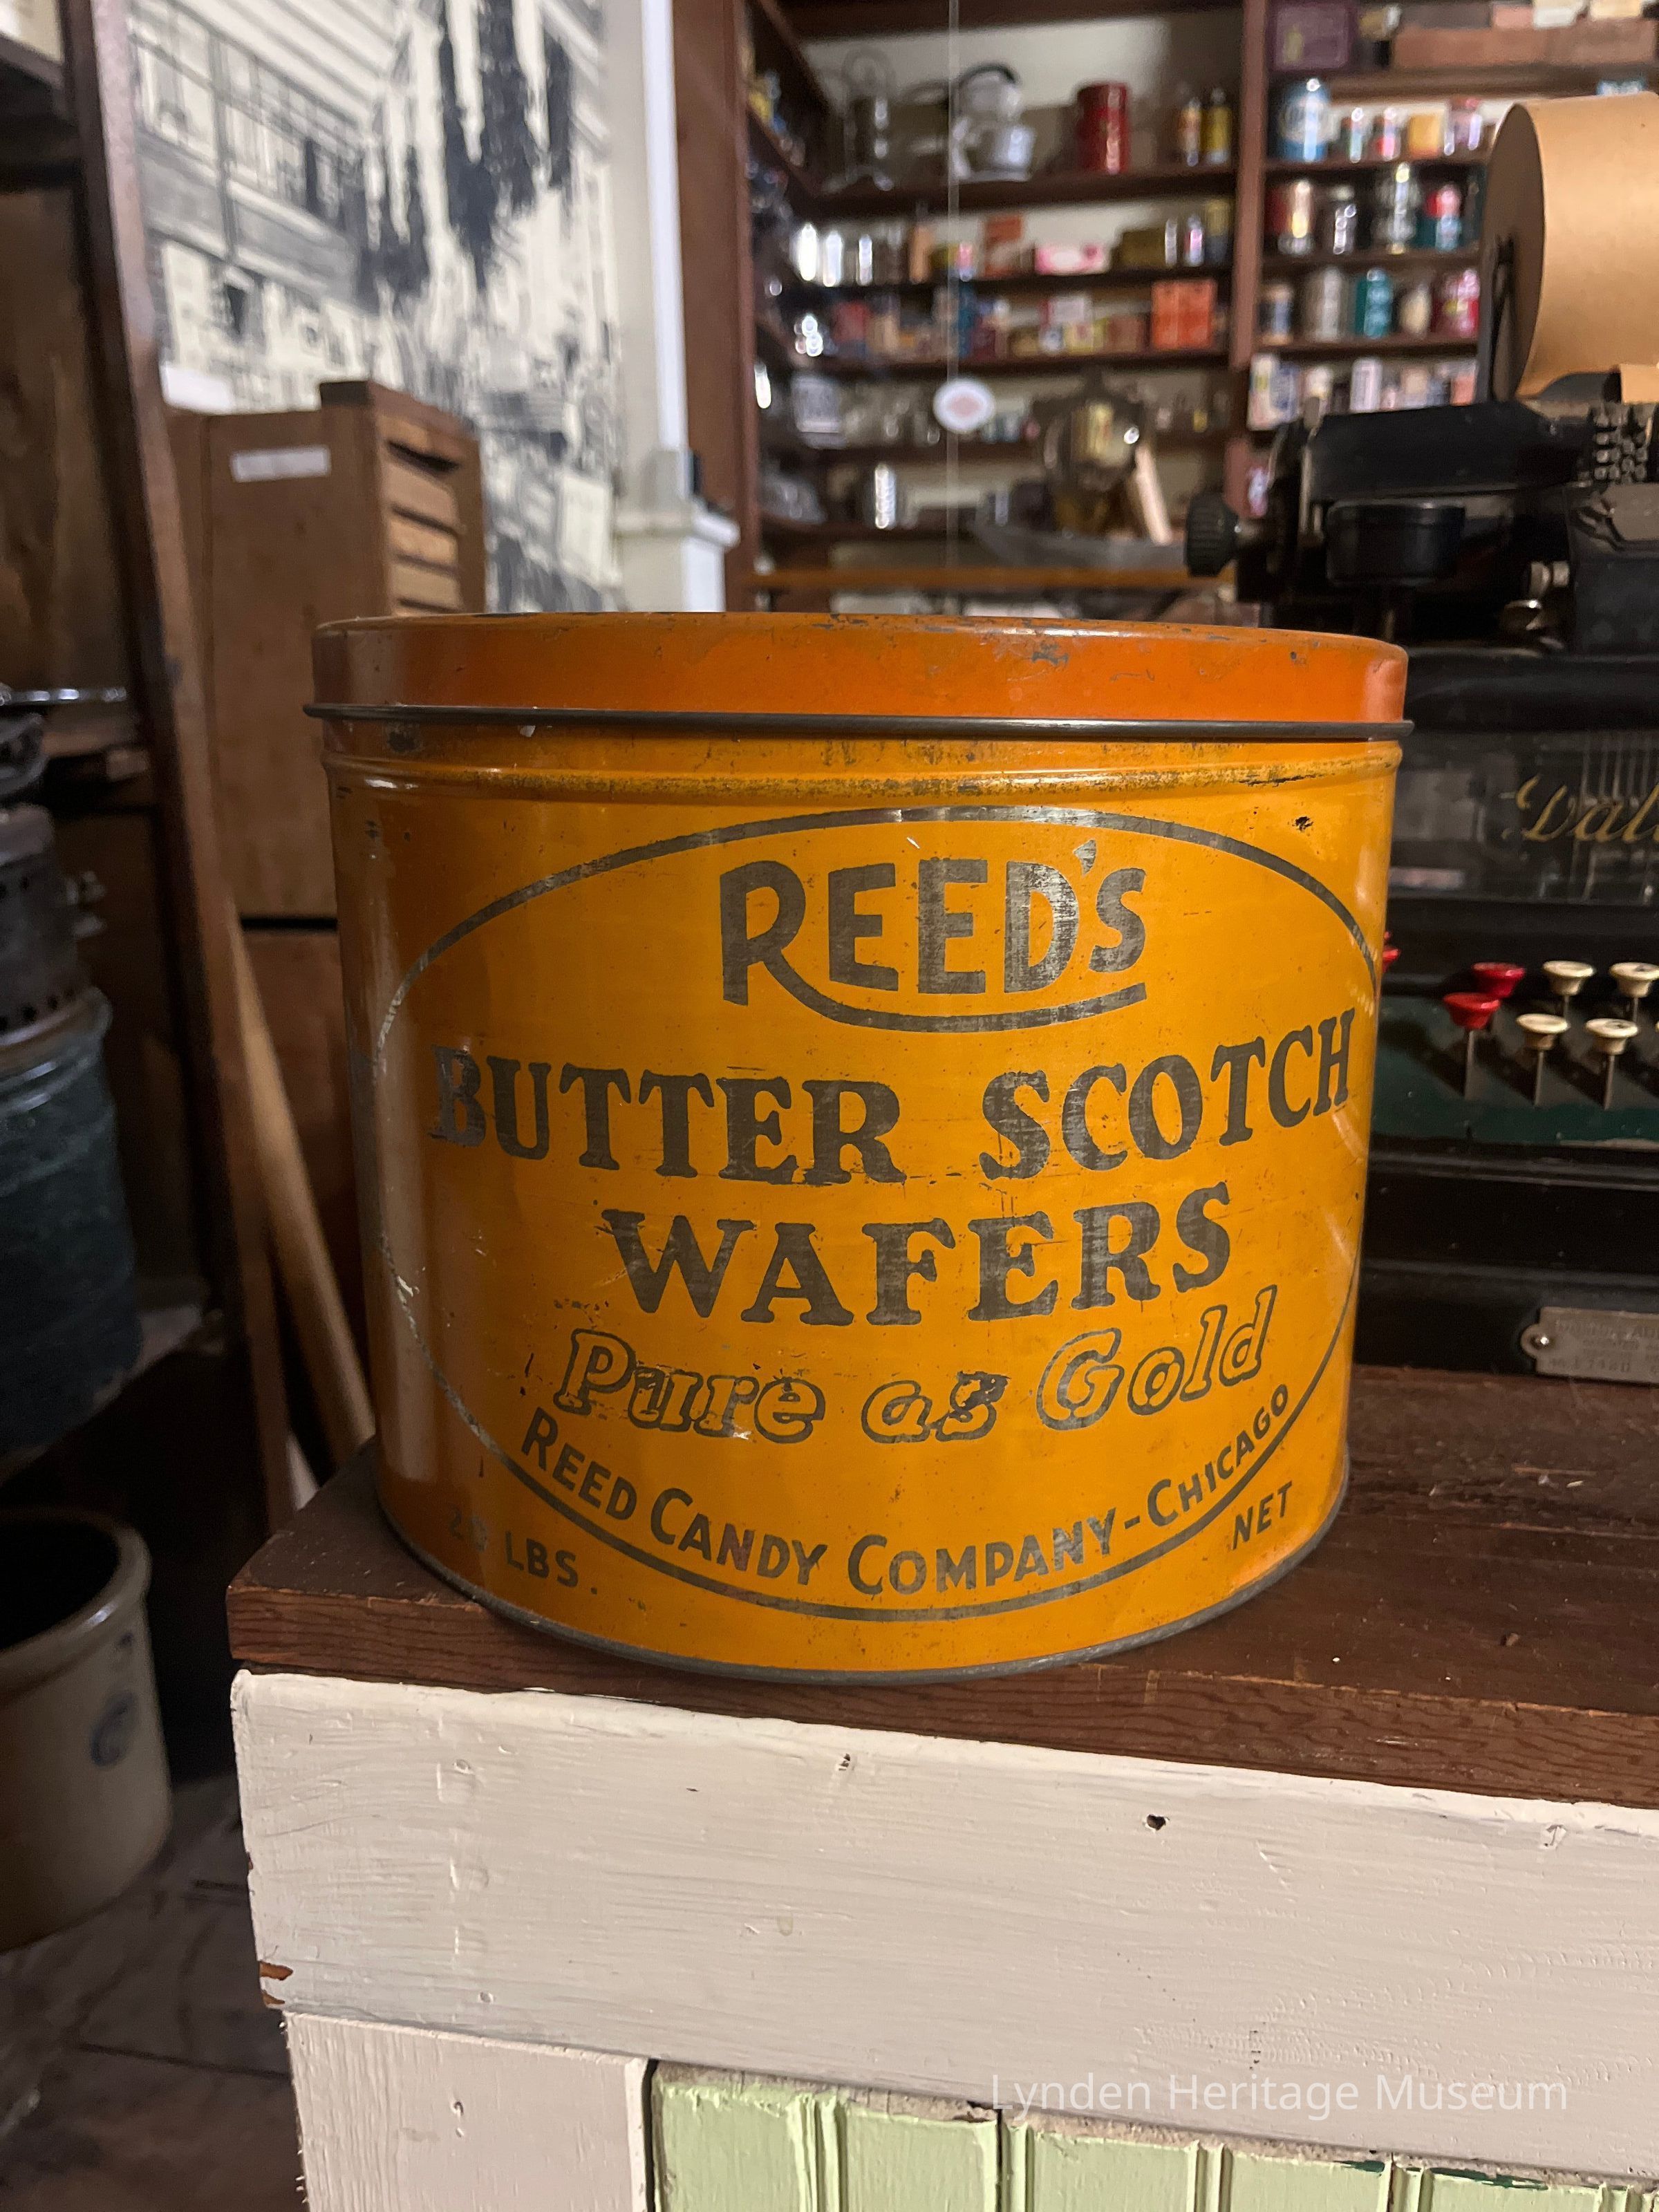 REED'S
BUTTER SCOTCH
WAFERS
Pure as Gold
REED CANDY COMPANY-CHICAGO
LBS. NET
Lynden Heritage Museum